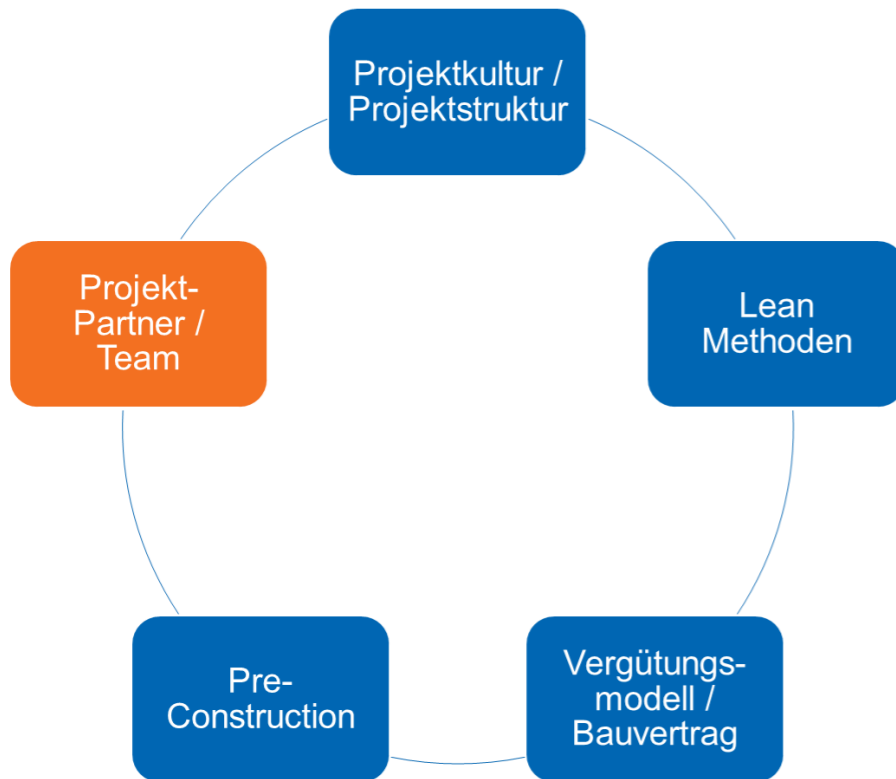 Projektkultur /
Projektstruktur
Lean
Methoden
Vergütungs-
modell /
Bauvertrag
Pre-
Construction
Projekt-
Partner /
Team